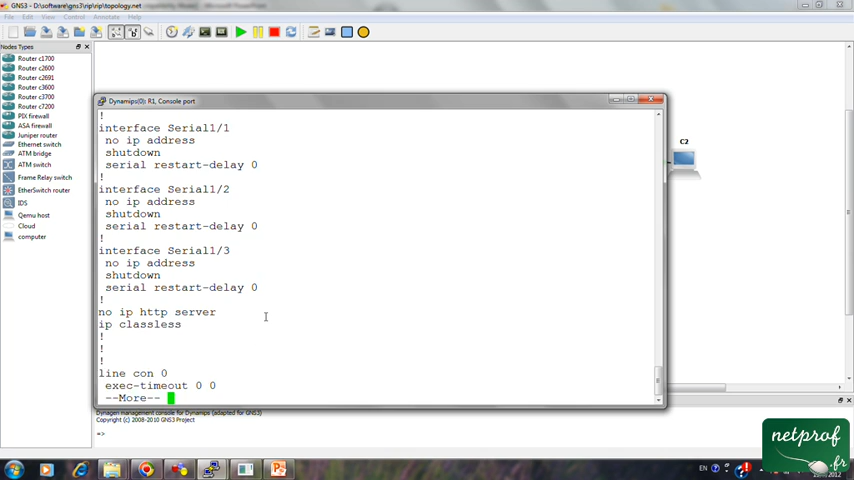 GNS3 - D:\software\gns3\rip\rip\topology.net
File Edit View Control Annotate Help
Nodes Types
Router c1700
Router c2600
Router c2691
Router c3600
Router c3700
Router c7200
PIX firewall
ASA firewall
Juniper router
Ethernet switch
ATM bridge
ATM switch
Frame Relay switch
EtherSwitch router
IDS
Qemu host
Cloud
computer
Dynamips(0): R1, Console port
!
interface Serial1/1
no ip address
shutdown
serial restart-delay 0
!
interface Serial1/2
no ip address
shutdown
serial restart-delay 0
!
interface Serial1/3
no ip address
shutdown
serial restart-delay 0
!
no ip http server
ip classless
!
!
!
line con 0
exec-timeout 0 0
--More--
C2
Dynagen management console for Dynamips (adapted for GNS3)
Copyright (c) 2008-2010 GNS3 Project
=>
EN
netprof
.fr